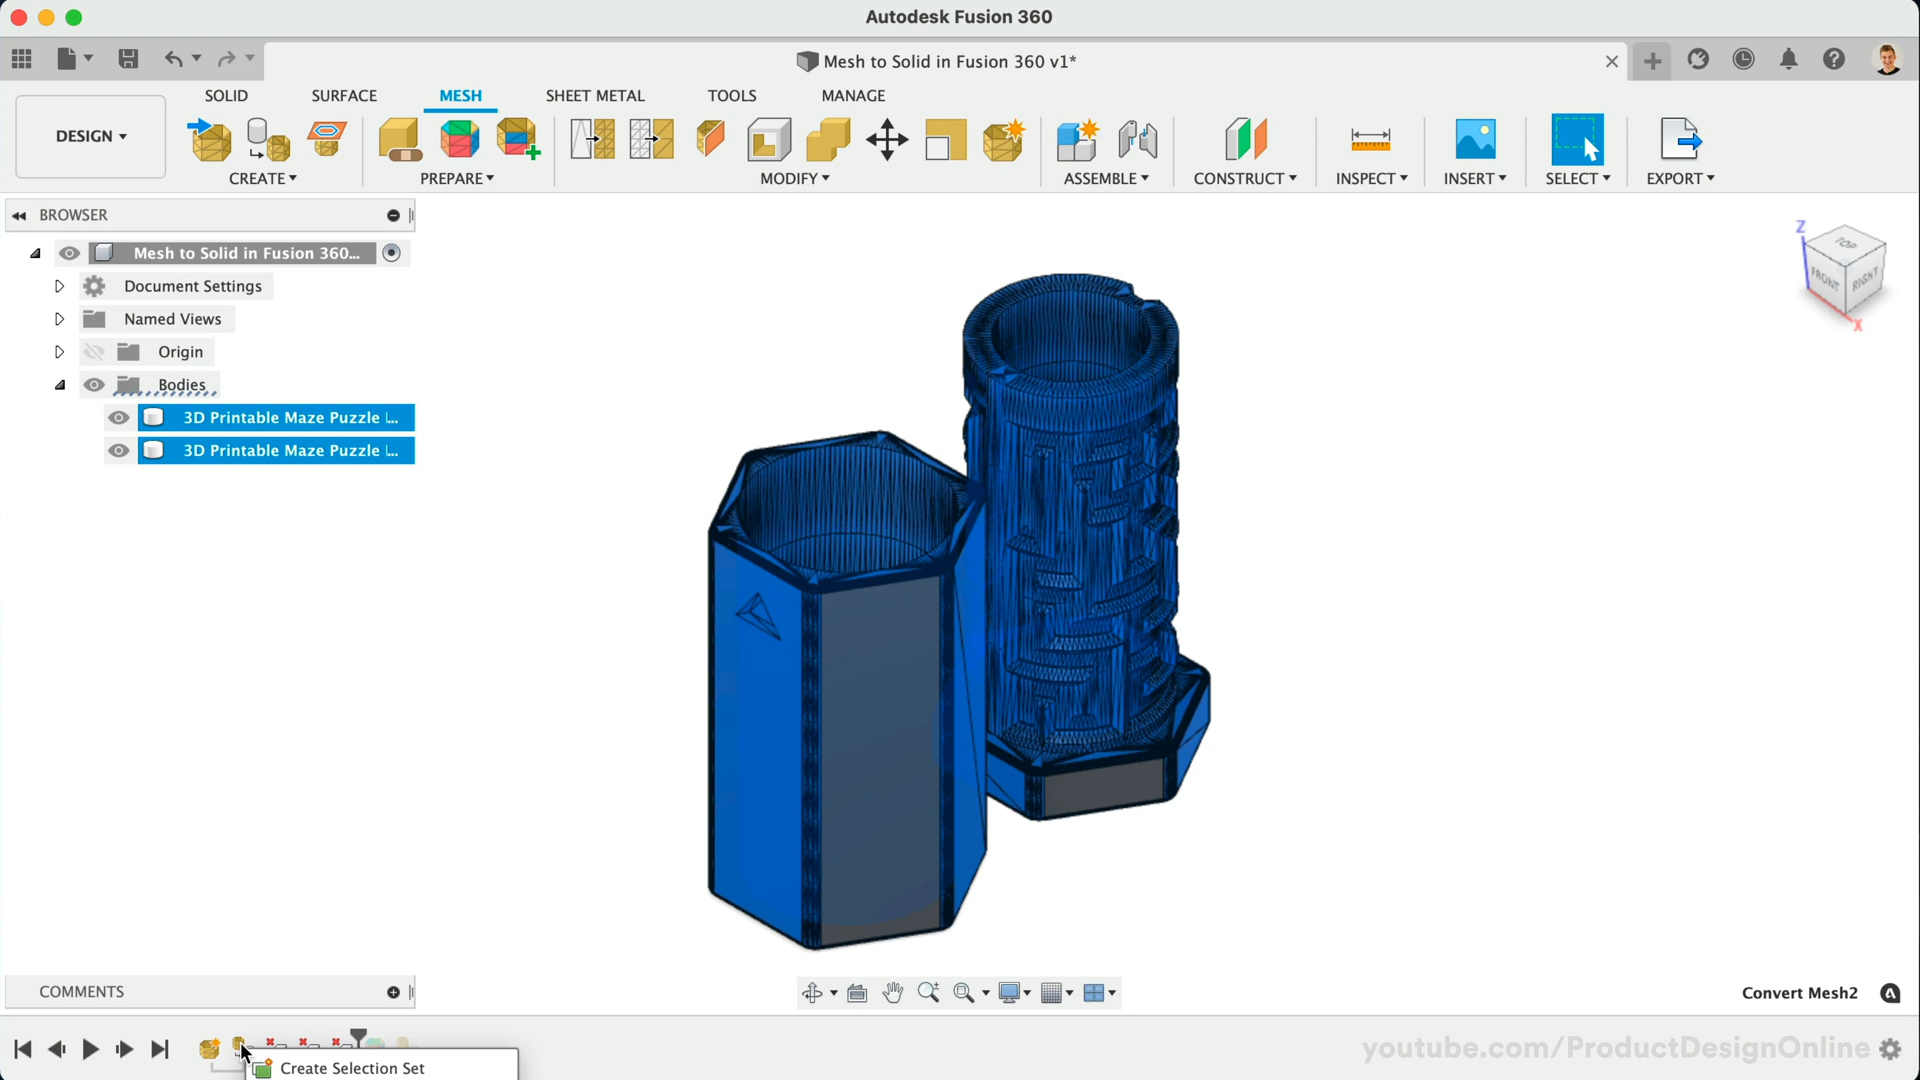 Autodesk Fusion 360
Mesh to Solid in Fusion 360 v1*
SOLID SURFACE MESH SHEET METAL TOOLS MANAGE
DESIGN
CREATE PREPARE MODIFY ASSEMBLE CONSTRUCT INSPECT INSERT SELECT EXPORT
BROWSER
Mesh to Solid in Fusion 360...
Document Settings
Named Views
Origin
Bodies
3D Printable Maze Puzzle ...
3D Printable Maze Puzzle ...
Z
TOP
FRONT RIGHT
X
COMMENTS
Convert Mesh2
Create Selection Set
youtube.com/ProductDesignOnline